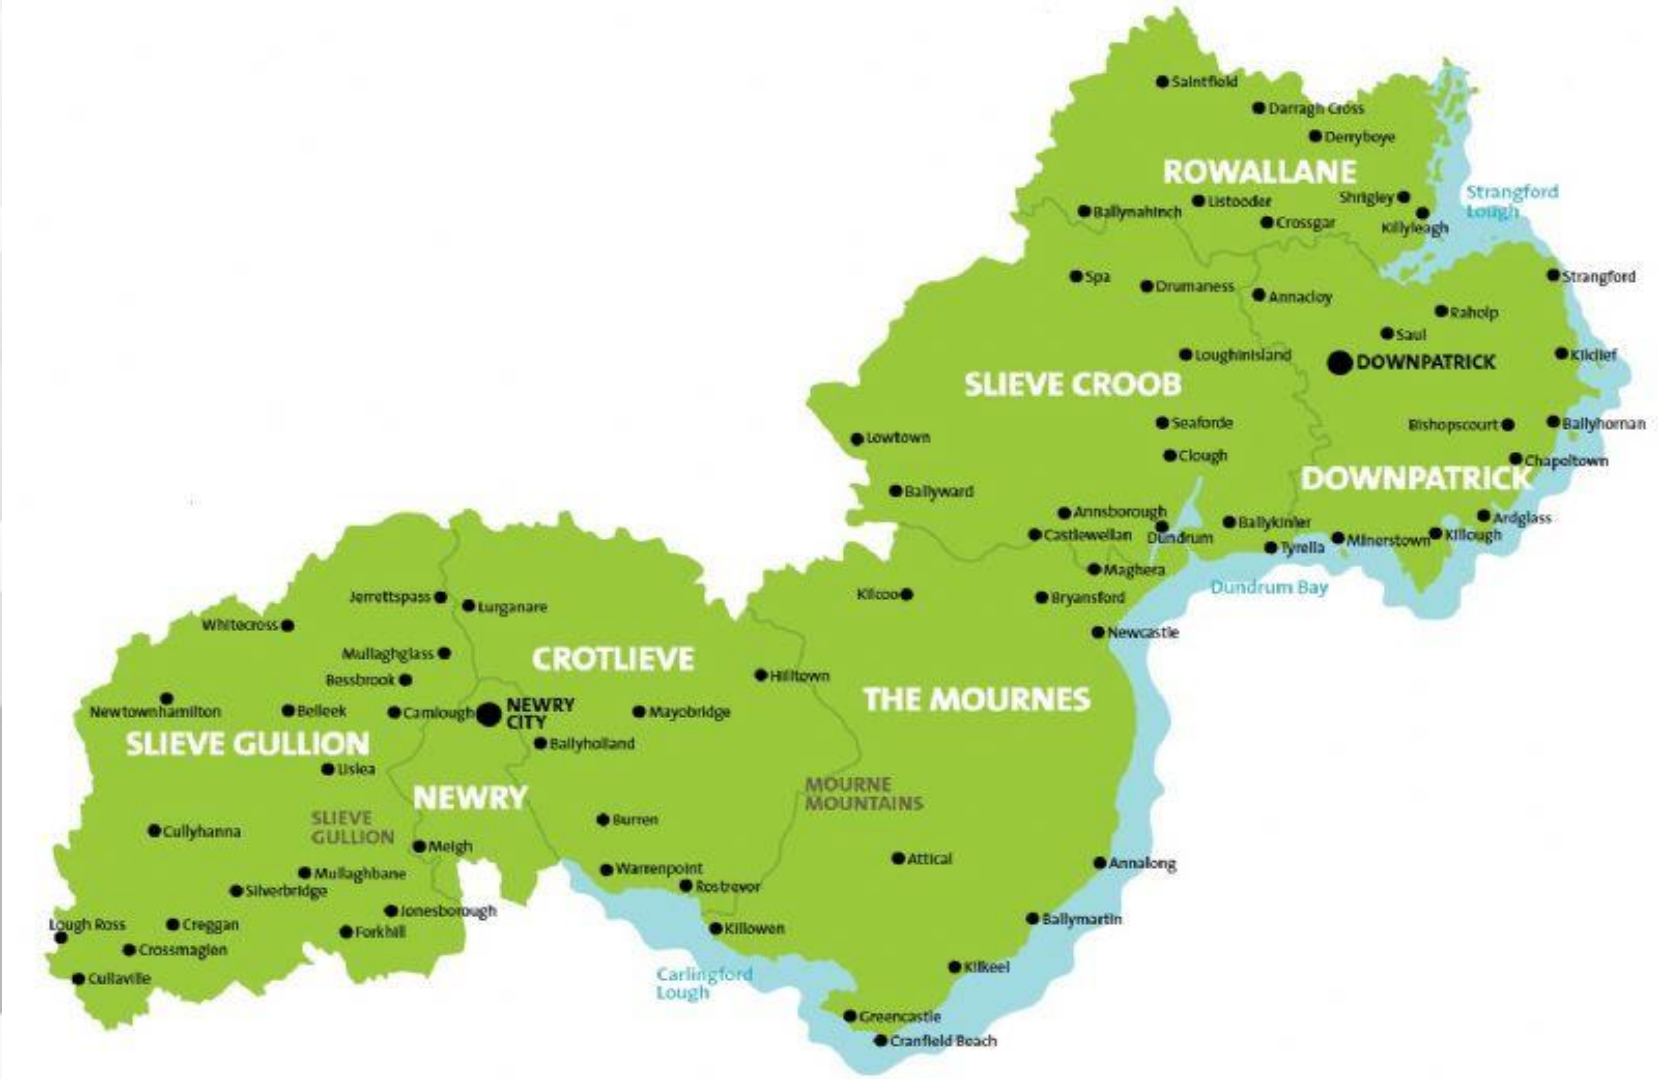 Saintfield
Darragh Cross
Derryboye
ROWALLANE
Strangford
Lough
Shrigley
Listooder
Ballynahinch
Crossgar
Killyleagh
Spa
Drumaness
Annacloy
Strangford
Raholp
Saul
Loughinisland
DOWNPATRICK
Kilclief
SLIEVE CROOB
Seaforde
Bishopscourt
Ballyhornan
Lowtown
Clough
Chapeltown
DOWNPATRICK
Ballyward
Annsborough
Ardglass
Castlewellan
Dundrum
Ballykinler
Tyrella
Minerstown
Killough
Maghera
Dundrum Bay
Kilcoo
Bryansford
Jerrettspass
Lurganare
Whitecross
Newcastle
Mullaghglass
CROTLIEVE
Bessbrook
Hilltown
THE MOURNES
Newtownhamilton
Belleek
Camlough
NEWRY
CITY
Mayobridge
SLIEVE GULLION
Ballyholland
Lislea
NEWRY
MOURNE
MOUNTAINS
SLIEVE
GULLION
Cullyhanna
Burren
Meigh
Attical
Annalong
Mullaghbane
Warrenpoint
Silverbridge
Rostrevor
Jonesborough
Ballymartin
Lough Ross
Creggan
Forkhill
Killowen
Crossmaglen
Cullaville
Kilkeel
Carlingford
Lough
Greencastle
Cranfield Beach